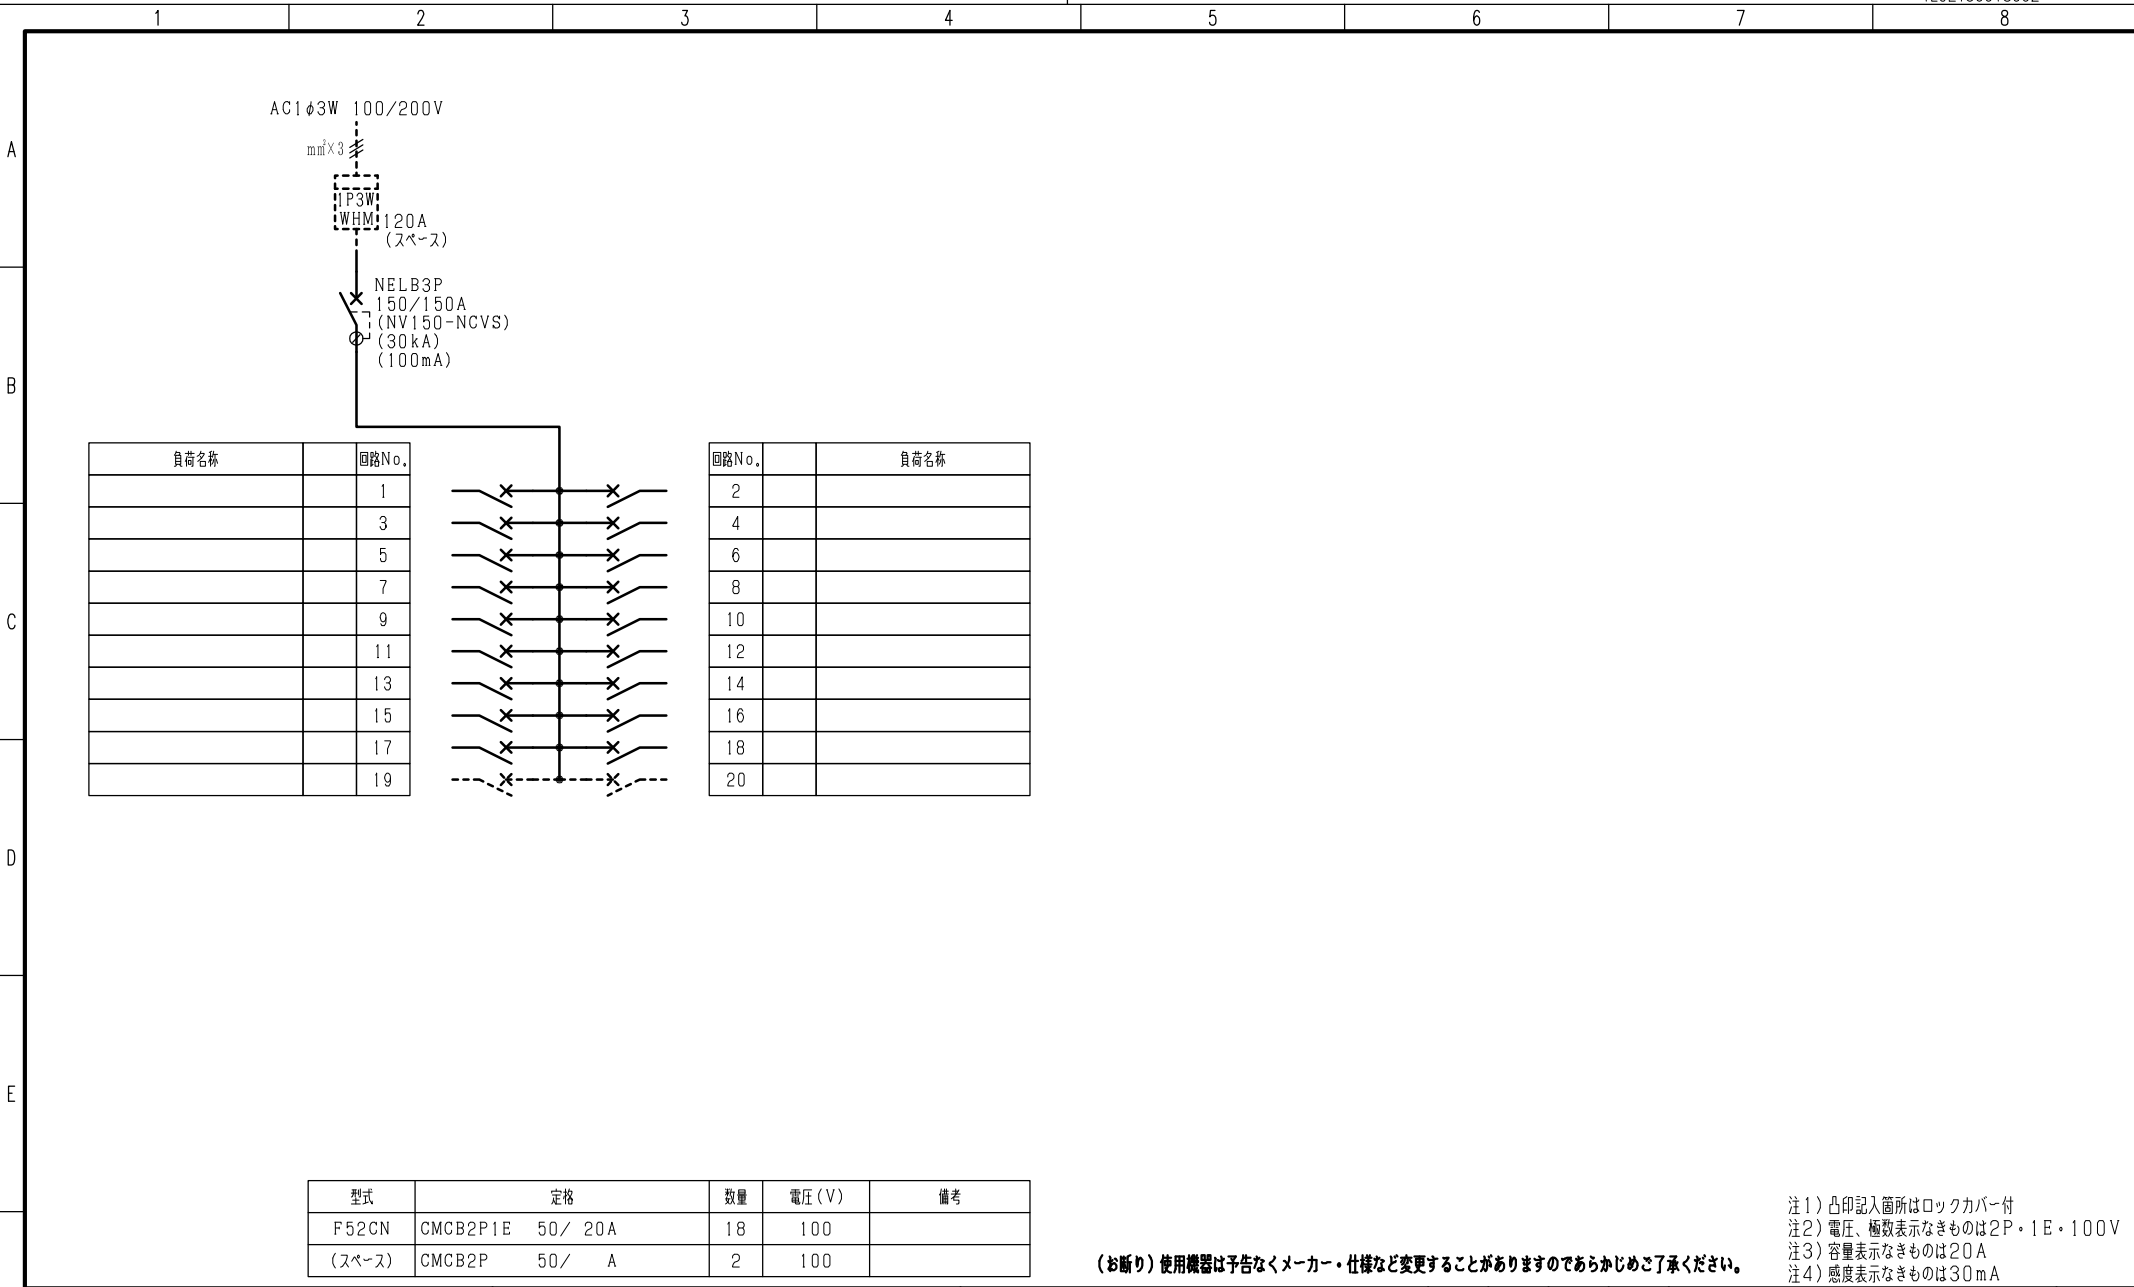 1 2 3 4 5 6 7 8
A
B
C
D
E
AC1φ3W 100/200V
mm²×3
1P3W
WHM
120A
(スペース)
NELB3P
150/150A
(NV150-NCVS)
(30kA)
(100mA)
負荷名称 回路No. 回路No. 負荷名称
1 2
3 4
5 6
7 8
9 10
11 12
13 14
15 16
17 18
19 20
型式 定格 数量 電圧(V) 備考
F52CN CMCB2P1E 50/ 20A 18 100
(スペース) CMCB2P 50/ A 2 100
(お断り)使用機器は予告なくメーカー・仕様など変更することがありますのであらかじめご了承ください。
注1)凸印記入箇所はロックカバー付
注2)電圧、極数表示なきものは2P・1E・100V
注3)容量表示なきものは20A
注4)感度表示なきものは30mA